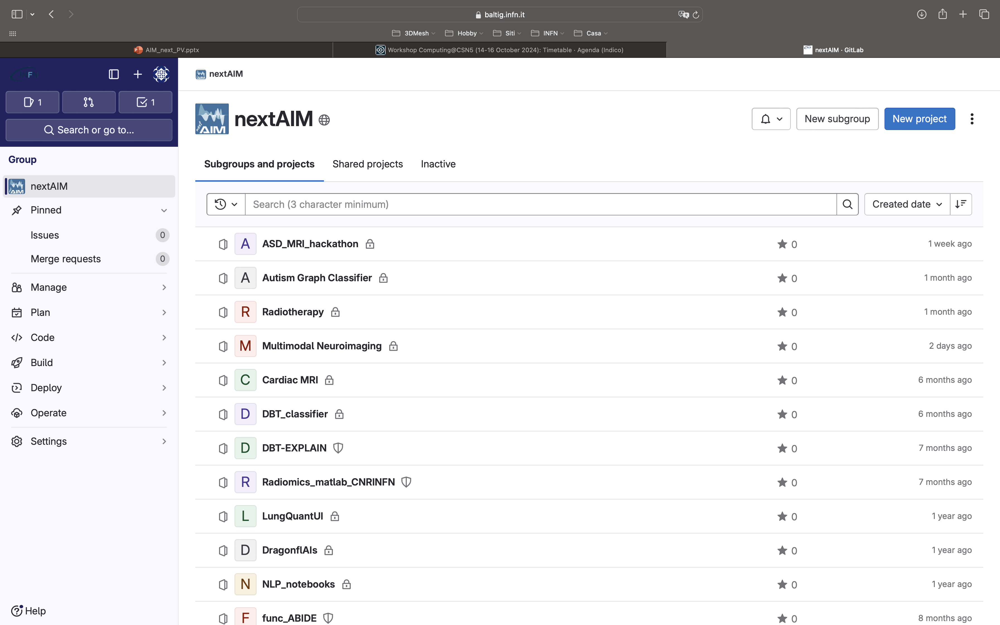 baltig.infn.it
3DMesh
Hobby
Siti
INFN
Casa
AIM_next_PV.pptx
Workshop Computing@CSN5 (14-16 October 2024): Timetable · Agenda (Indico)
nextAIM · GitLab
F
nextAIM
1
1
Search or go to...
nextAIM
New subgroup
New project
Group
Subgroups and projects
Shared projects
Inactive
nextAIM
Pinned
Issues 0
Merge requests 0
Manage
Plan
Code
Build
Deploy
Operate
Settings
Help
Search (3 character minimum)
Created date
A ASD_MRI_hackathon 0 1 week ago
A Autism Graph Classifier 0 1 month ago
R Radiotherapy 0 1 month ago
M Multimodal Neuroimaging 0 2 days ago
C Cardiac MRI 0 6 months ago
D DBT_classifier 0 6 months ago
D DBT-EXPLAIN 0 7 months ago
R Radiomics_matlab_CNRINFN 0 7 months ago
L LungQuantUI 0 1 year ago
D DragonflAIs 0 1 year ago
N NLP_notebooks 0 1 year ago
F func_ABIDE 0 8 months ago